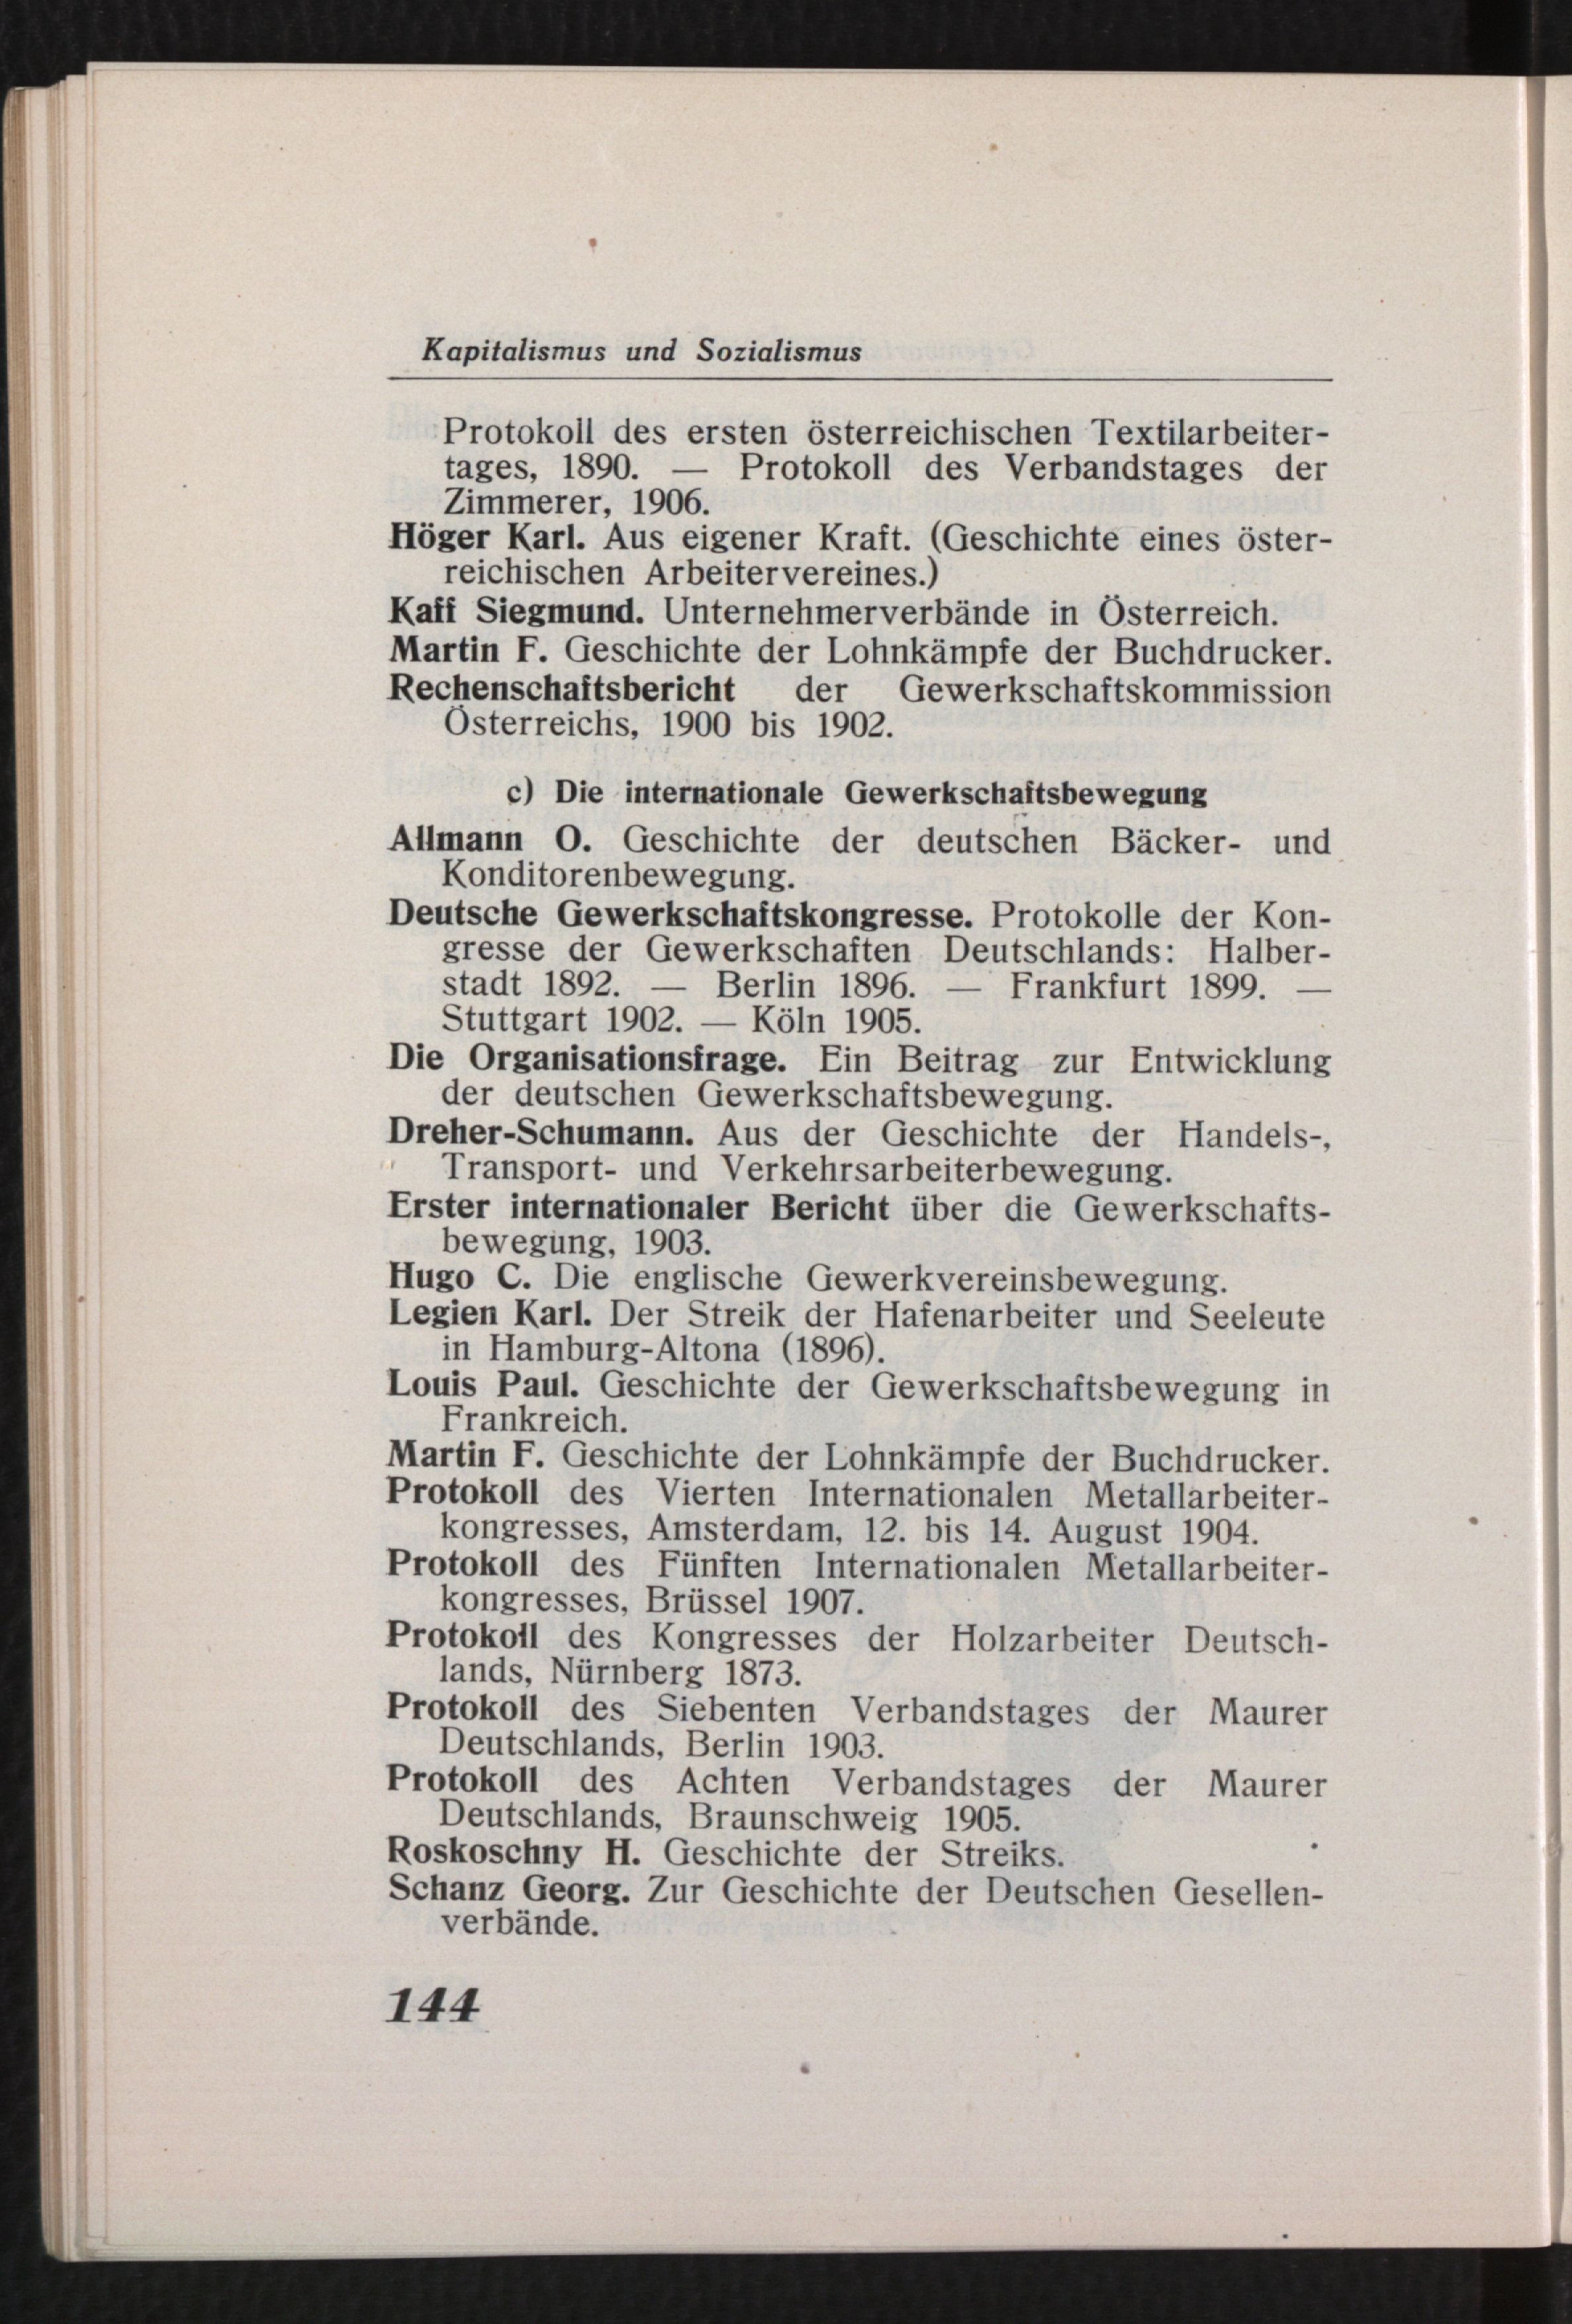 Kapitalismus und Sozialismus
Protokoll des ersten österreichischen Textilarbeiter-
tages, 1890. — Protokoll des Verbandstages der
Zimmerer, 1906.
Höger Karl. Aus eigener Kraft. (Geschichte eines öster-
reichischen Arbeitervereines.)
Kaff Siegmund. Unternehmerverbände in Österreich.
Martin F. Geschichte der Lohnkämpfe der Buchdrucker.
Rechenschaftsbericht der Gewerkschaftskommission
Österreichs, 1900 bis 1902.
c) Die internationale Gewerkschaftsbewegung
Allmann O. Geschichte der deutschen Bäcker- und
Konditorenbewegung.
Deutsche Gewerkschaftskongresse. Protokolle der Kon-
gresse der Gewerkschaften Deutschlands: Halber-
stadt 1892. — Berlin 1896. — Frankfurt 1899. —
Stuttgart 1902. — Köln 1905.
Die Organisationsfrage. Ein Beitrag zur Entwicklung
der deutschen Gewerkschaftsbewegung.
Dreher-Schumann. Aus der Geschichte der Handels-,
Transport- und Verkehrsarbeiterbewegung.
Erster internationaler Bericht über die Gewerkschafts-
bewegung, 1903.
Hugo C. Die englische Gewerkvereinsbewegung.
Legien Karl. Der Streik der Hafenarbeiter und Seeleute
in Hamburg-Altona (1896).
Louis Paul. Geschichte der Gewerkschaftsbewegung in
Frankreich.
Martin F. Geschichte der Lohnkämpfe der Buchdrucker.
Protokoll des Vierten Internationalen Metallarbeiter-
kongresses, Amsterdam, 12. bis 14. August 1904.
Protokoll des Fünften Internationalen Metallarbeiter-
kongresses, Brüssel 1907.
Protokoll des Kongresses der Holzarbeiter Deutsch-
lands, Nürnberg 1873.
Protokoll des Siebenten Verbandstages der Maurer
Deutschlands, Berlin 1903.
Protokoll des Achten Verbandstages der Maurer
Deutschlands, Braunschweig 1905.
Roskoschny H. Geschichte der Streiks.
Schanz Georg. Zur Geschichte der Deutschen Gesellen-
verbände.
144